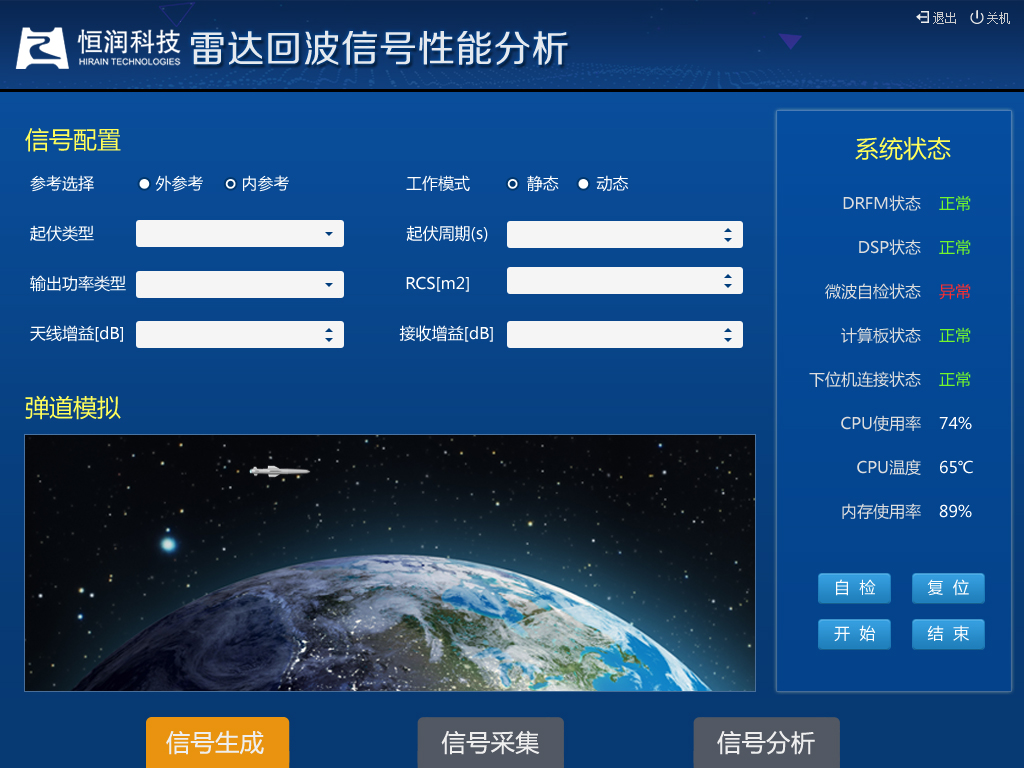 退出 关机
恒润科技 雷达回波信号性能分析
HIRAIN TECHNOLOGIES
信号配置
参考选择 外参考 内参考 工作模式 静态 动态
起伏类型 起伏周期(s)
输出功率类型 RCS[m2]
天线增益[dB] 接收增益[dB]
弹道模拟
系统状态
DRFM状态 正常
DSP状态 正常
微波自检状态 异常
计算板状态 正常
下位机连接状态 正常
CPU使用率 74%
CPU温度 65℃
内存使用率 89%
自 检 复 位
开 始 结 束
信号生成 信号采集 信号分析